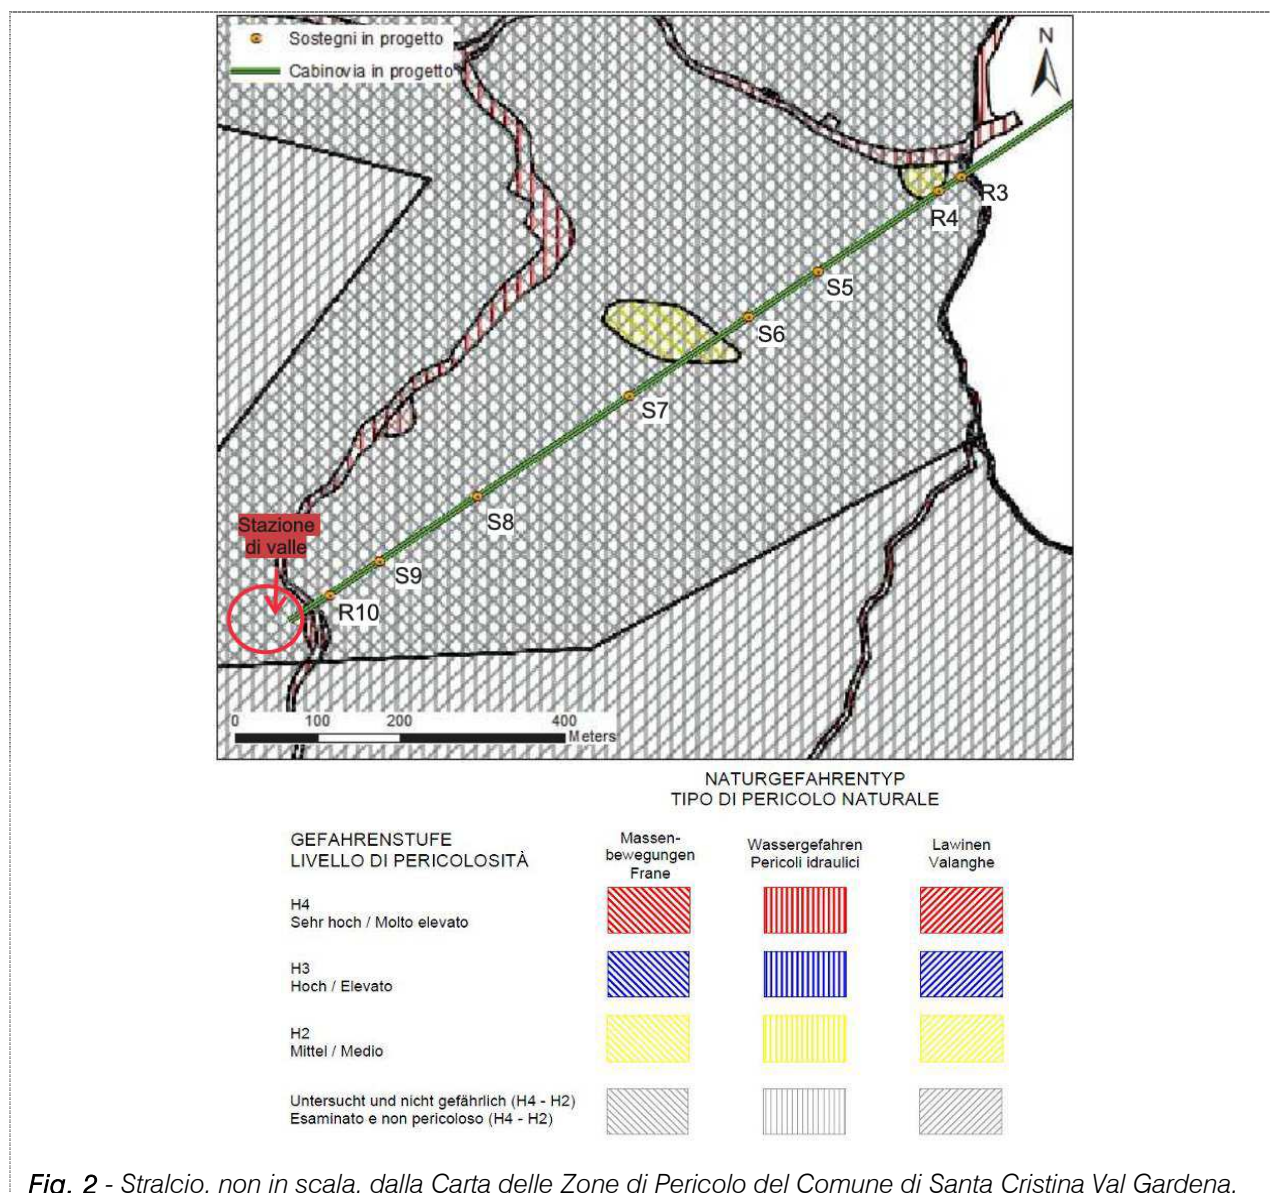 Sostegni in progetto
Cabinovia in progetto
N
R3
R4
S5
S6
S7
S8
S9
R10
Stazione
di valle
0 100 200 400
Meters
NATURGEFAHRENTYP
TIPO DI PERICOLO NATURALE
GEFAHRENSTUFE
LIVELLO DI PERICOLOSITÀ
Massen-
bewegungen
Frane
Wassergefahren
Pericoli idraulici
Lawinen
Valanghe
H4
Sehr hoch / Molto elevato
H3
Hoch / Elevato
H2
Mittel / Medio
Untersucht und nicht gefährlich (H4 - H2)
Esaminato e non pericoloso (H4 - H2)
Fig. 2 - Stralcio, non in scala, dalla Carta delle Zone di Pericolo del Comune di Santa Cristina Val Gardena.